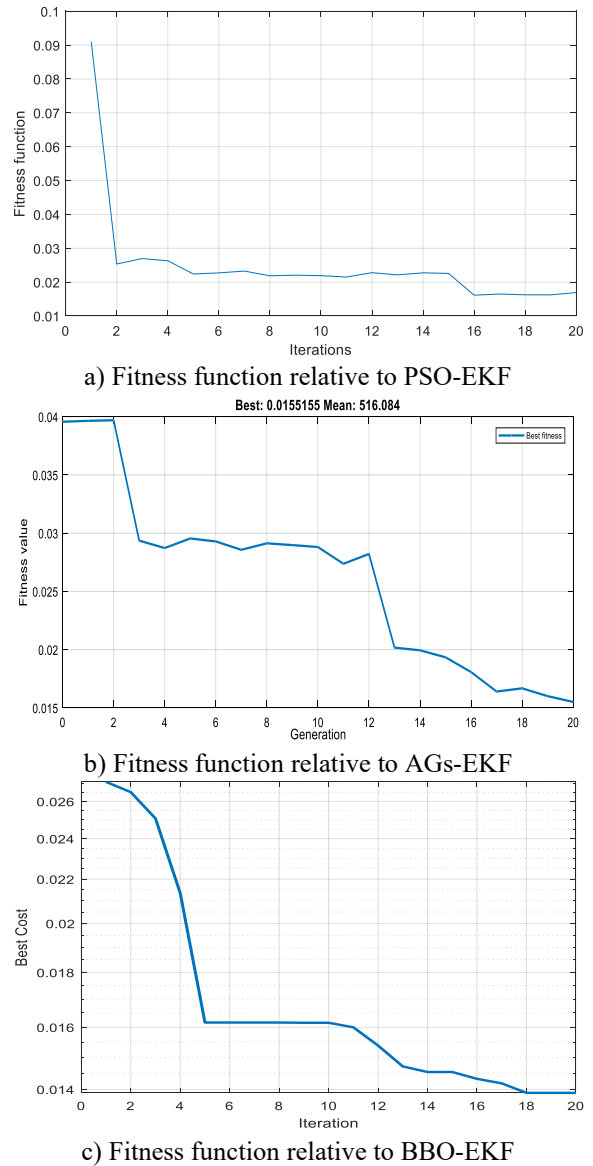 0.1
0.09
0.08
0.07
0.06
0.05
0.04
0.03
0.02
0.01
Fitness function
0 2 4 6 8 10 12 14 16 18 20
Iterations
a) Fitness function relative to PSO-EKF
Best: 0.0155155 Mean: 516.084
0.04
0.035
0.03
0.025
0.02
0.015
Fitness value
Best fitness
0 2 4 6 8 10 12 14 16 18 20
Generation
b) Fitness function relative to AGs-EKF
0.026
0.024
0.022
0.02
0.018
0.016
0.014
Best Cost
0 2 4 6 8 10 12 14 16 18 20
Iteration
c) Fitness function relative to BBO-EKF